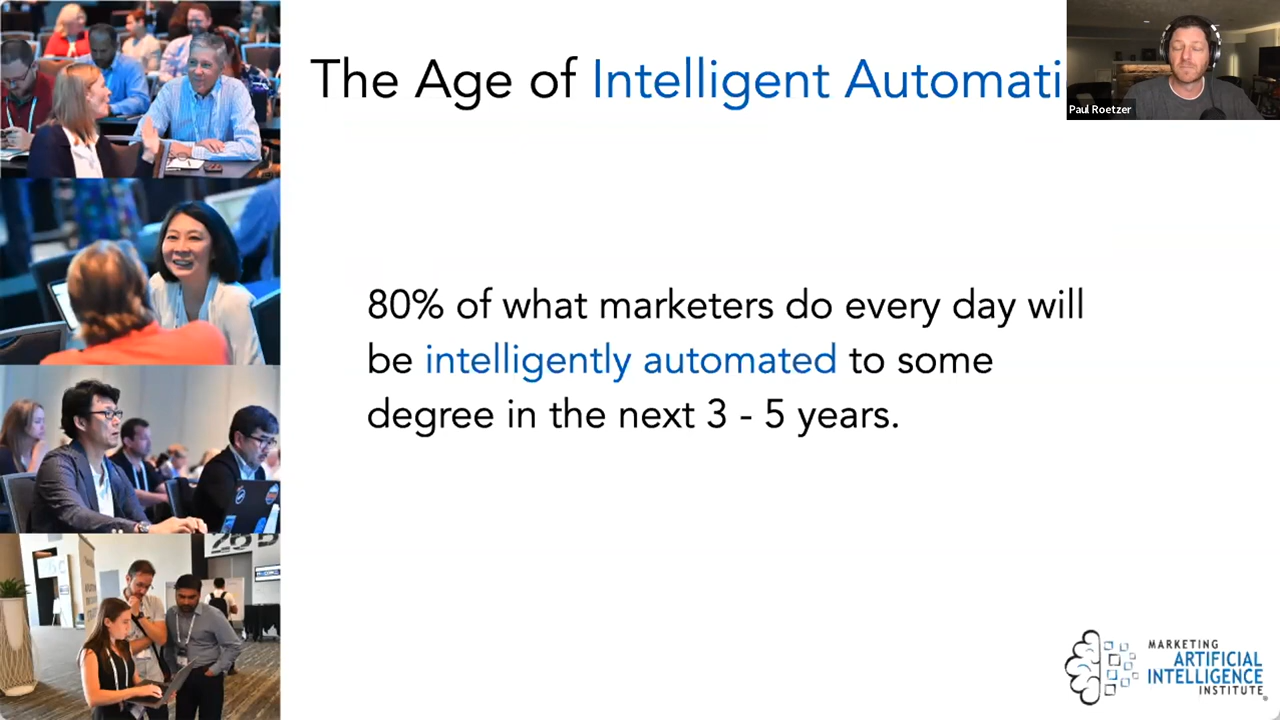 The Age of Intelligent Automati
Paul Roetzer
80% of what marketers do every day will
be intelligently automated to some
degree in the next 3 - 5 years.
MARKETING
ARTIFICIAL
INTELLIGENCE
INSTITUTE®